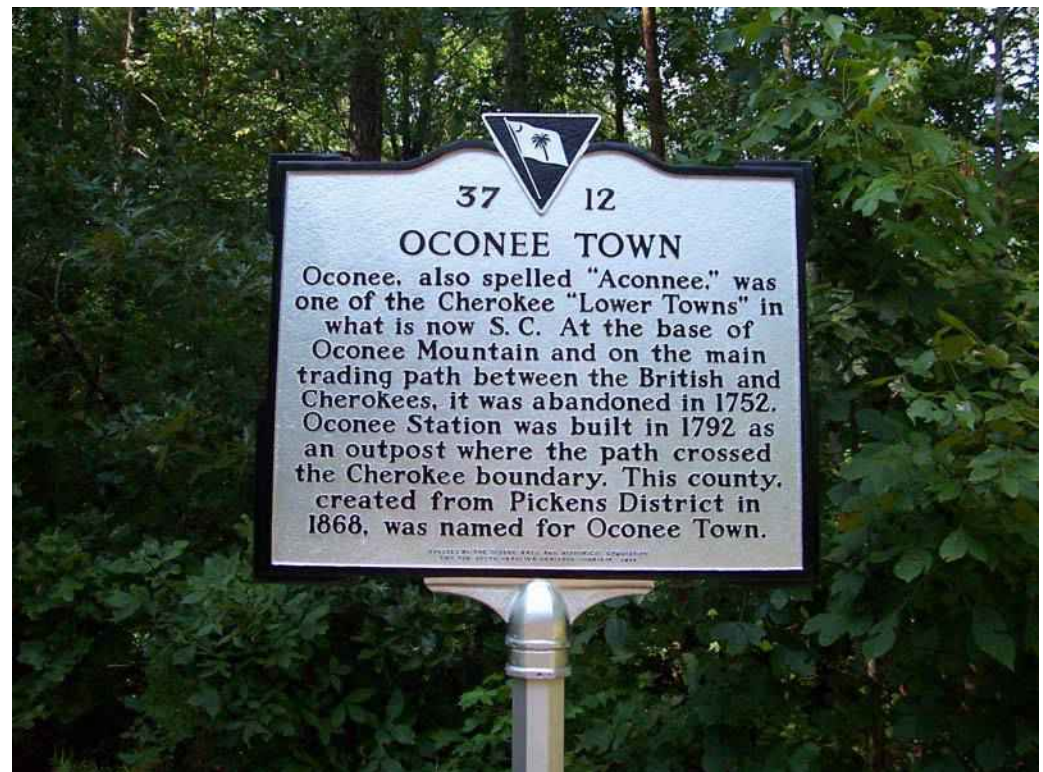 37 12
OCONEE TOWN
Oconee, also spelled "Aconnee," was
one of the Cherokee "Lower Towns" in
what is now S. C. At the base of
Oconee Mountain and on the main
trading path between the British and
Cherokees, it was abandoned in 1752.
Oconee Station was built in 1792 as
an outpost where the path crossed
the Cherokee boundary. This county,
created from Pickens District in
1868, was named for Oconee Town.